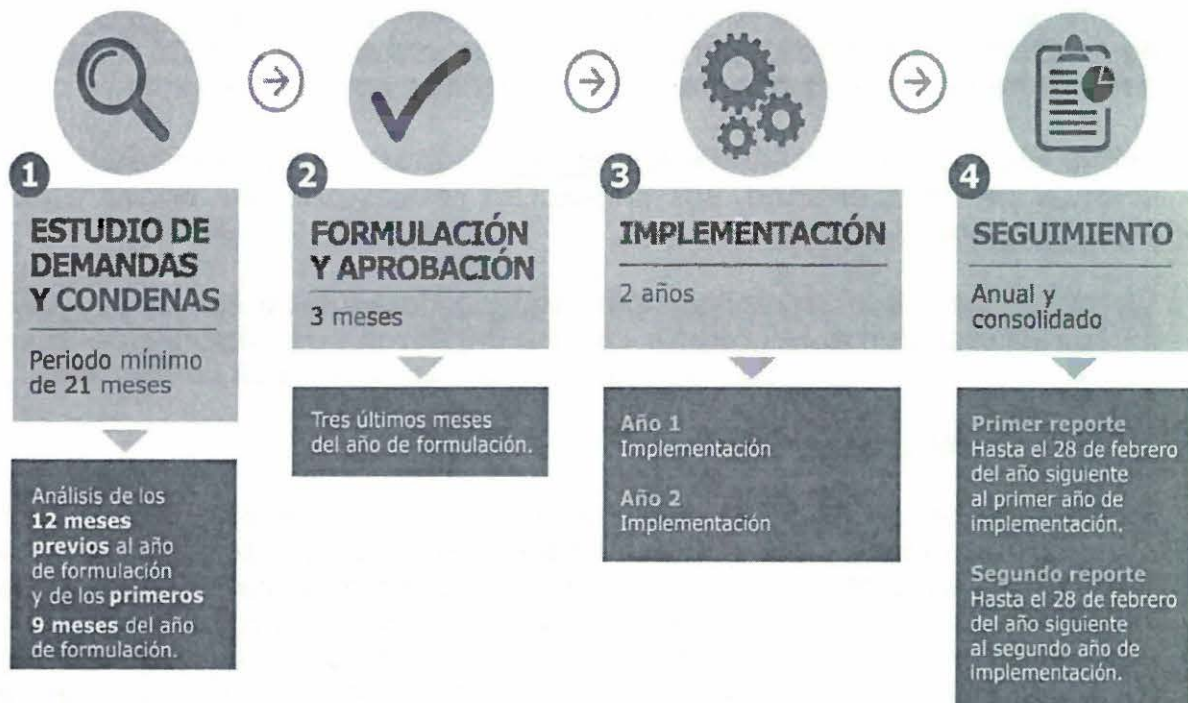 1
ESTUDIO DE
DEMANDAS
Y CONDENAS
Periodo mínimo
de 21 meses
Análisis de los
12 meses
previos al año
de formulación
y de los primeros
9 meses del año
de formulación.
2
FORMULACIÓN
Y APROBACIÓN
3 meses
Tres últimos meses
del año de formulación.
3
IMPLEMENTACIÓN
2 años
Año 1
Implementación
Año 2
Implementación
4
SEGUIMIENTO
Anual y
consolidado
Primer reporte
Hasta el 28 de febrero
del año siguiente
al primer año de
implementación.
Segundo reporte
Hasta el 28 de febrero
del año siguiente
al segundo año de
implementación.